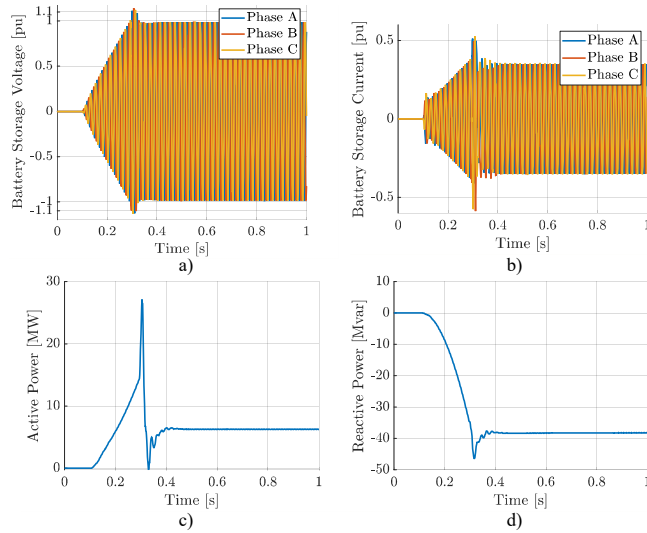 Battery Storage Voltage [pu]
1.1
1
0.5
0
-0.5
-1
-1.1
0 0.2 0.4 0.6 0.8 1
Time [s]
Phase A
Phase B
Phase C
a)
Battery Storage Current [pu]
0.5
0
-0.5
0 0.2 0.4 0.6 0.8 1
Time [s]
Phase A
Phase B
Phase C
b)
Active Power [MW]
30
20
10
0
0 0.2 0.4 0.6 0.8 1
Time [s]
c)
Reactive Power [Mvar]
10
0
-10
-20
-30
-40
-50
0 0.2 0.4 0.6 0.8 1
Time [s]
d)